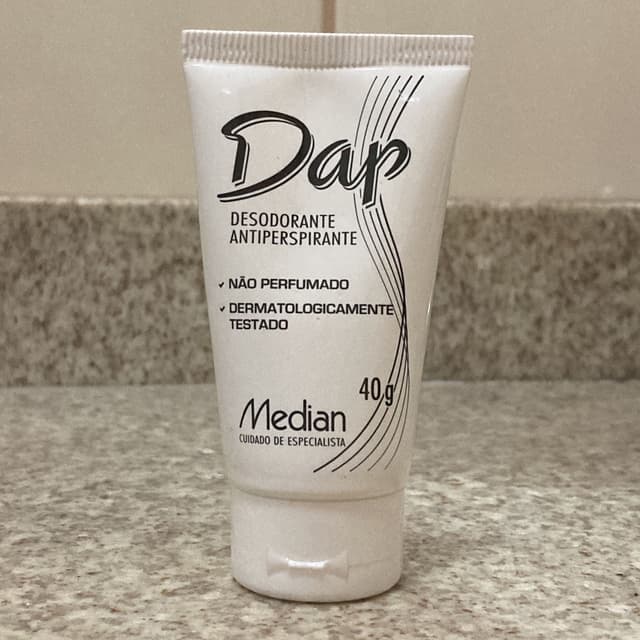 Dap
DESODORANTE
ANTIPERSPIRANTE
NÃO PERFUMADO
DERMATOLOGICAMENTE
TESTADO
40g
Median
CUIDADO DE ESPECIALISTA